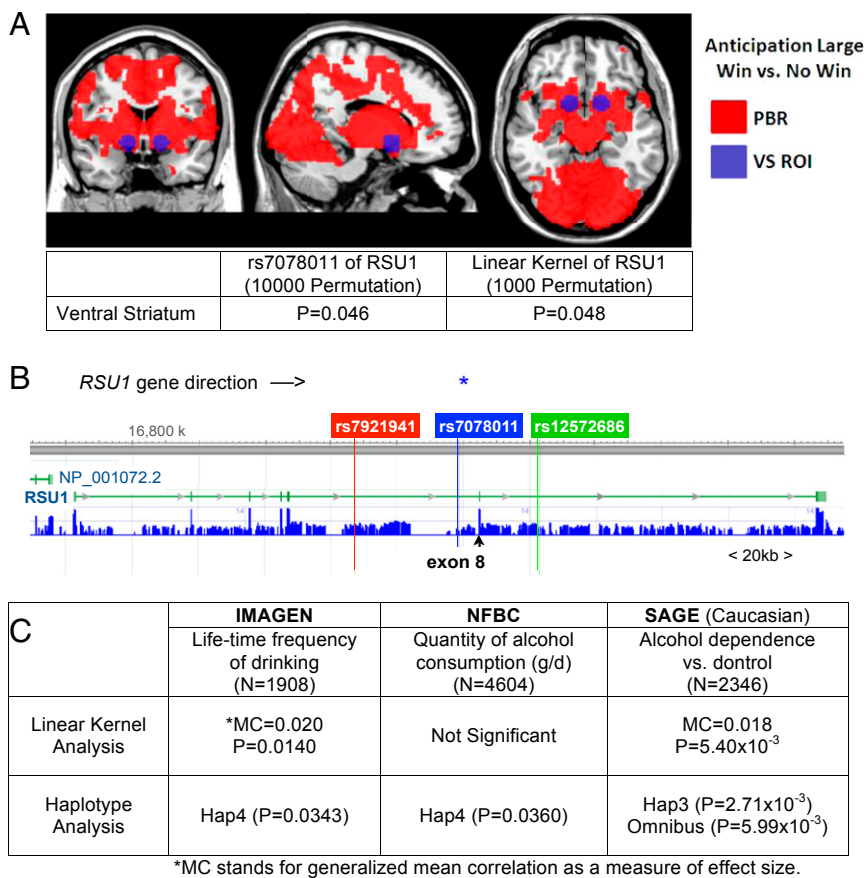 A
Anticipation Large
Win vs. No Win
PBR
VS ROI
rs7078011 of RSU1
(10000 Permutation)
Linear Kernel of RSU1
(1000 Permutation)
Ventral Striatum
P=0.046
P=0.048
B
RSU1 gene direction —>
*
rs7921941
rs7078011
rs12572686
16,800 k
NP_001072.2
RSU1
14
14
14
exon 8
< 20kb >
C
IMAGEN
NFBC
SAGE (Caucasian)
Life-time frequency
of drinking
(N=1908)
Quantity of alcohol
consumption (g/d)
(N=4604)
Alcohol dependence
vs. dontrol
(N=2346)
Linear Kernel
Analysis
*MC=0.020
P=0.0140
Not Significant
MC=0.018
P=5.40x10⁻³
Haplotype
Analysis
Hap4 (P=0.0343)
Hap4 (P=0.0360)
Hap3 (P=2.71x10⁻³)
Omnibus (P=5.99x10⁻³)
*MC stands for generalized mean correlation as a measure of effect size.